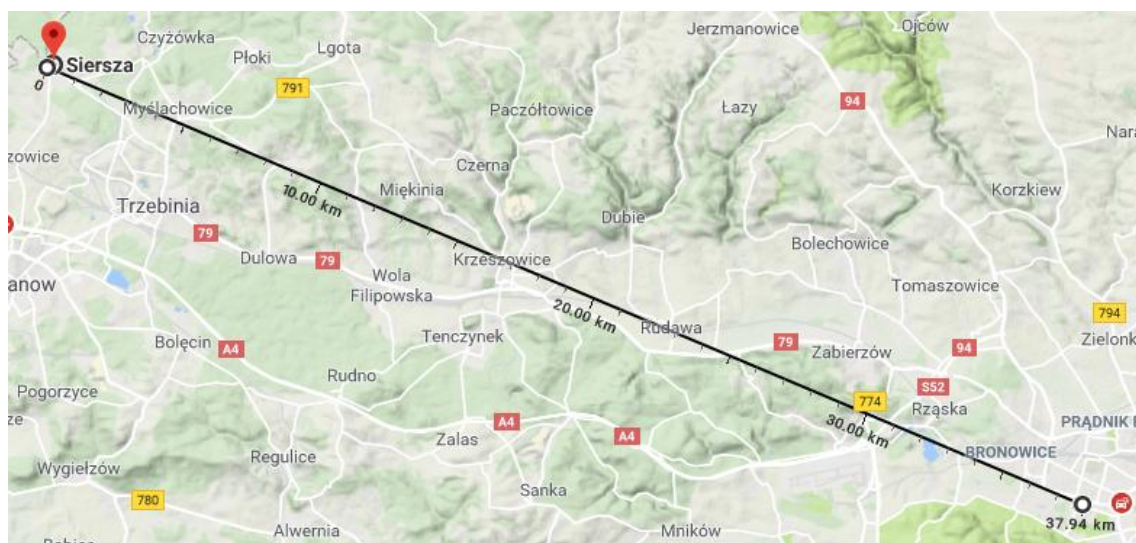 Czyżówka
Płoki
Lgota
Jerzmanowice
Ojców
Siersza
0
791
Myślachowice
Paczółtowice
Łazy
94
Nara
zowice
Czerna
10.00 km
Miękinia
Korzkiew
Trzebinia
Dubie
79
Dulowa
79
Krzeszowice
Bolechowice
anow
Wola
Filipowska
Tomaszowice
20.00 km
Rudawa
794
Zielonk
Bolęcin
A4
Tenczynek
79
Zabierzów
94
Pogorzyce
Rudno
S52
774
Rząska
ze
30.00 km
PRĄDNIK
Zalas
A4
A4
BRONOWICE
Wygiełzów
Regulice
780
Sanka
Alwernia
Mników
37.94 km